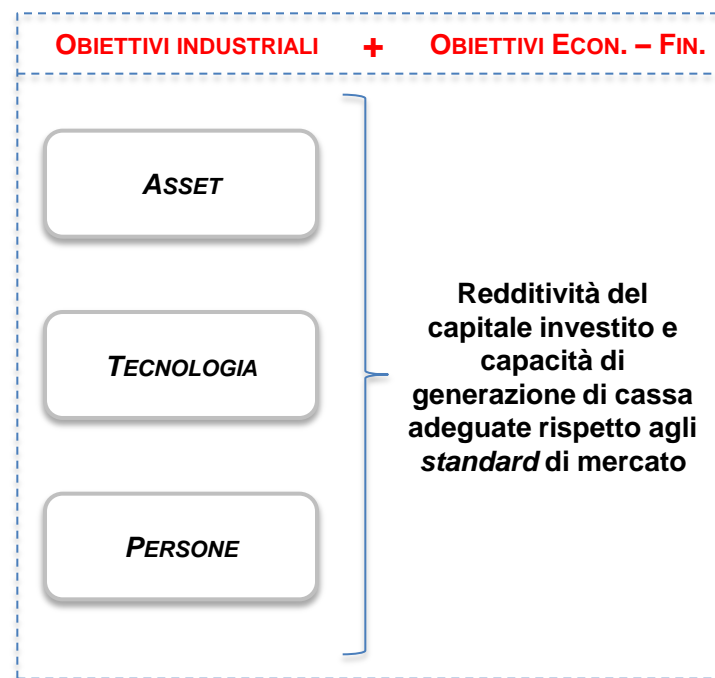 OBIETTIVI INDUSTRIALI + OBIETTIVI ECON. – FIN.
ASSET
TECNOLOGIA
PERSONE
Redditività del
capitale investito e
capacità di
generazione di cassa
adeguate rispetto agli
standard di mercato